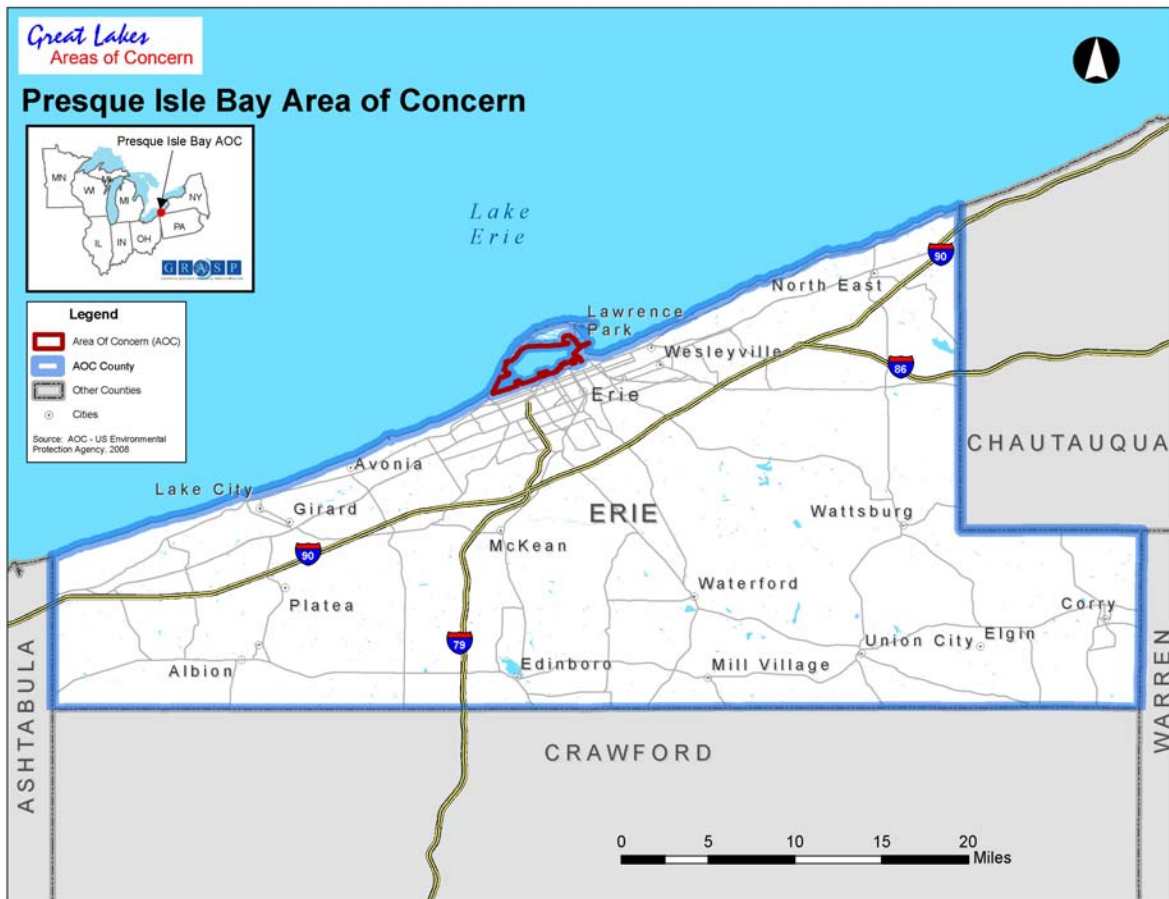 Great Lakes
Areas of Concern
Presque Isle Bay Area of Concern
Presque Isle Bay AOC
MN
WI
MI
MI
NY
PA
IL
IN
OH
GRASP
Lake
Erie
Legend
Area Of Concern (AOC)
AOC County
Other Counties
Cities
Source: AOC - US Environmental
Protection Agency, 2008
Lawrence
Park
North East
90
Wesleyville
86
Erie
CHAUTAUQUA
Avonia
Lake City
Girard
ERIE
Wattsburg
McKean
90
Platea
Waterford
Corry
79
Union City
Elgin
Albion
Edinboro
Mill Village
ASHTABULA
WARREN
CRAWFORD
0 5 10 15 20
Miles